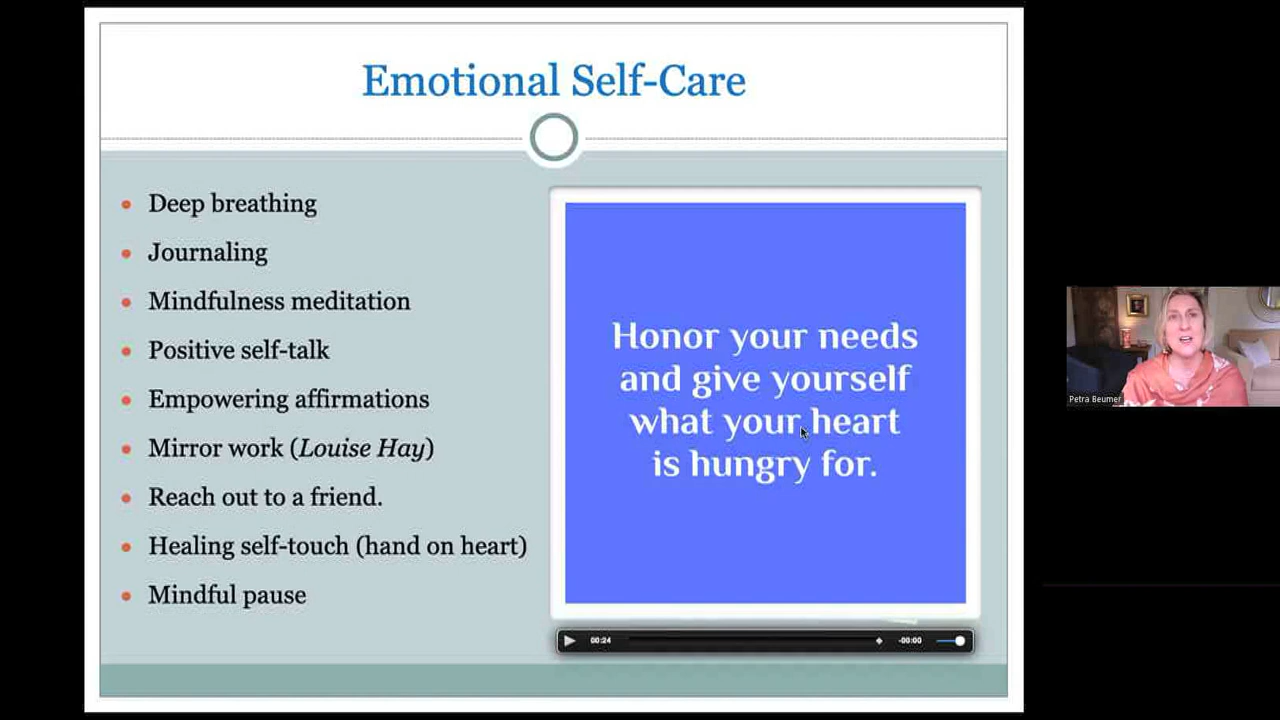 Emotional Self-Care
Deep breathing
Journaling
Mindfulness meditation
Positive self-talk
Empowering affirmations
Mirror work (Louise Hay)
Reach out to a friend.
Healing self-touch (hand on heart)
Mindful pause
Honor your needs
and give yourself
what your heart
is hungry for.
00:24
-00:00
Petra Beumer